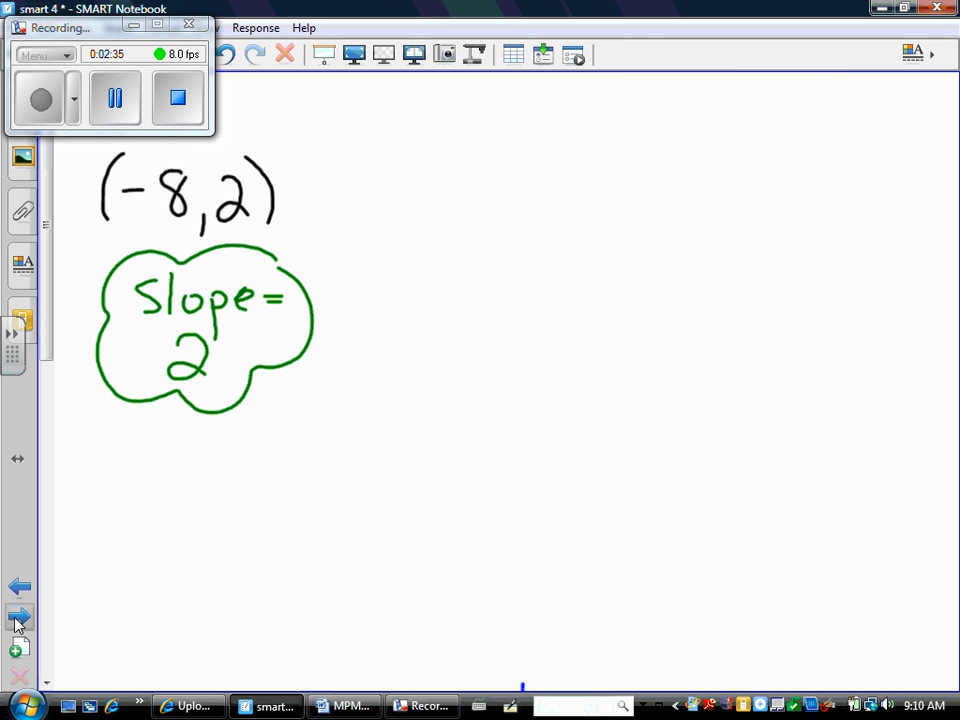 smart 4 * - SMART Notebook
Recording...
Response
Help
Menu
0:02:35
8.0 fps
(-8,2)
Slope=
2
Uplo...
smart...
MPM...
Recor...
9:10 AM